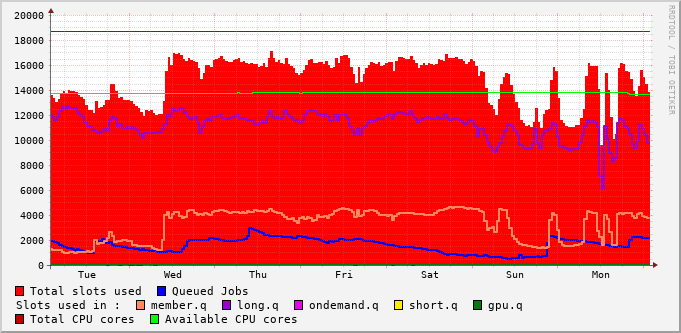 20000
18000
16000
14000
12000
10000
8000
6000
4000
2000
0
Tue Wed Thu Fri Sat Sun Mon
Total slots used Queued Jobs
Slots used in : member.q long.q ondemand.q short.q gpu.q
Total CPU cores Available CPU cores
RRDTOOL / TOBI OETIKER